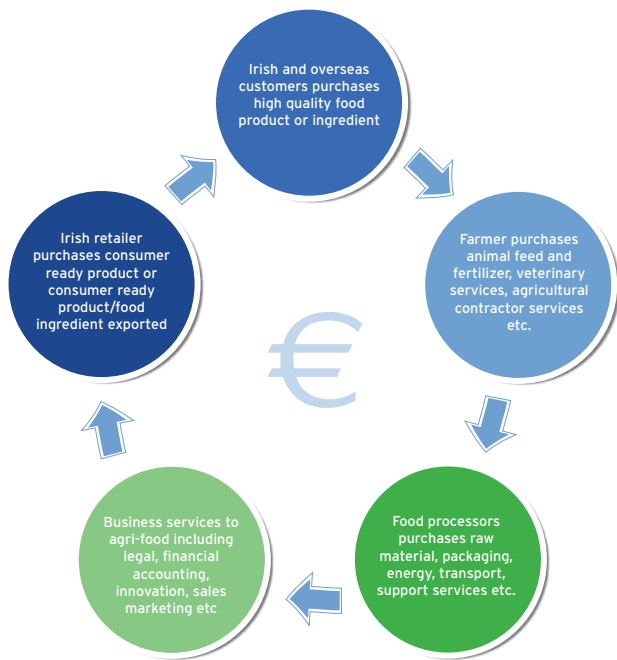 Irish and overseas
customers purchases
high quality food
product or ingredient
Farmer purchases
animal feed and
fertilizer, veterinary
services, agricultural
contractor services
etc.
Food processors
purchases raw
material, packaging,
energy, transport,
support services etc.
Business services to
agri-food including
legal, financial
accounting,
innovation, sales
marketing etc
Irish retailer
purchases consumer
ready product or
consumer ready
product/food
ingredient exported
€